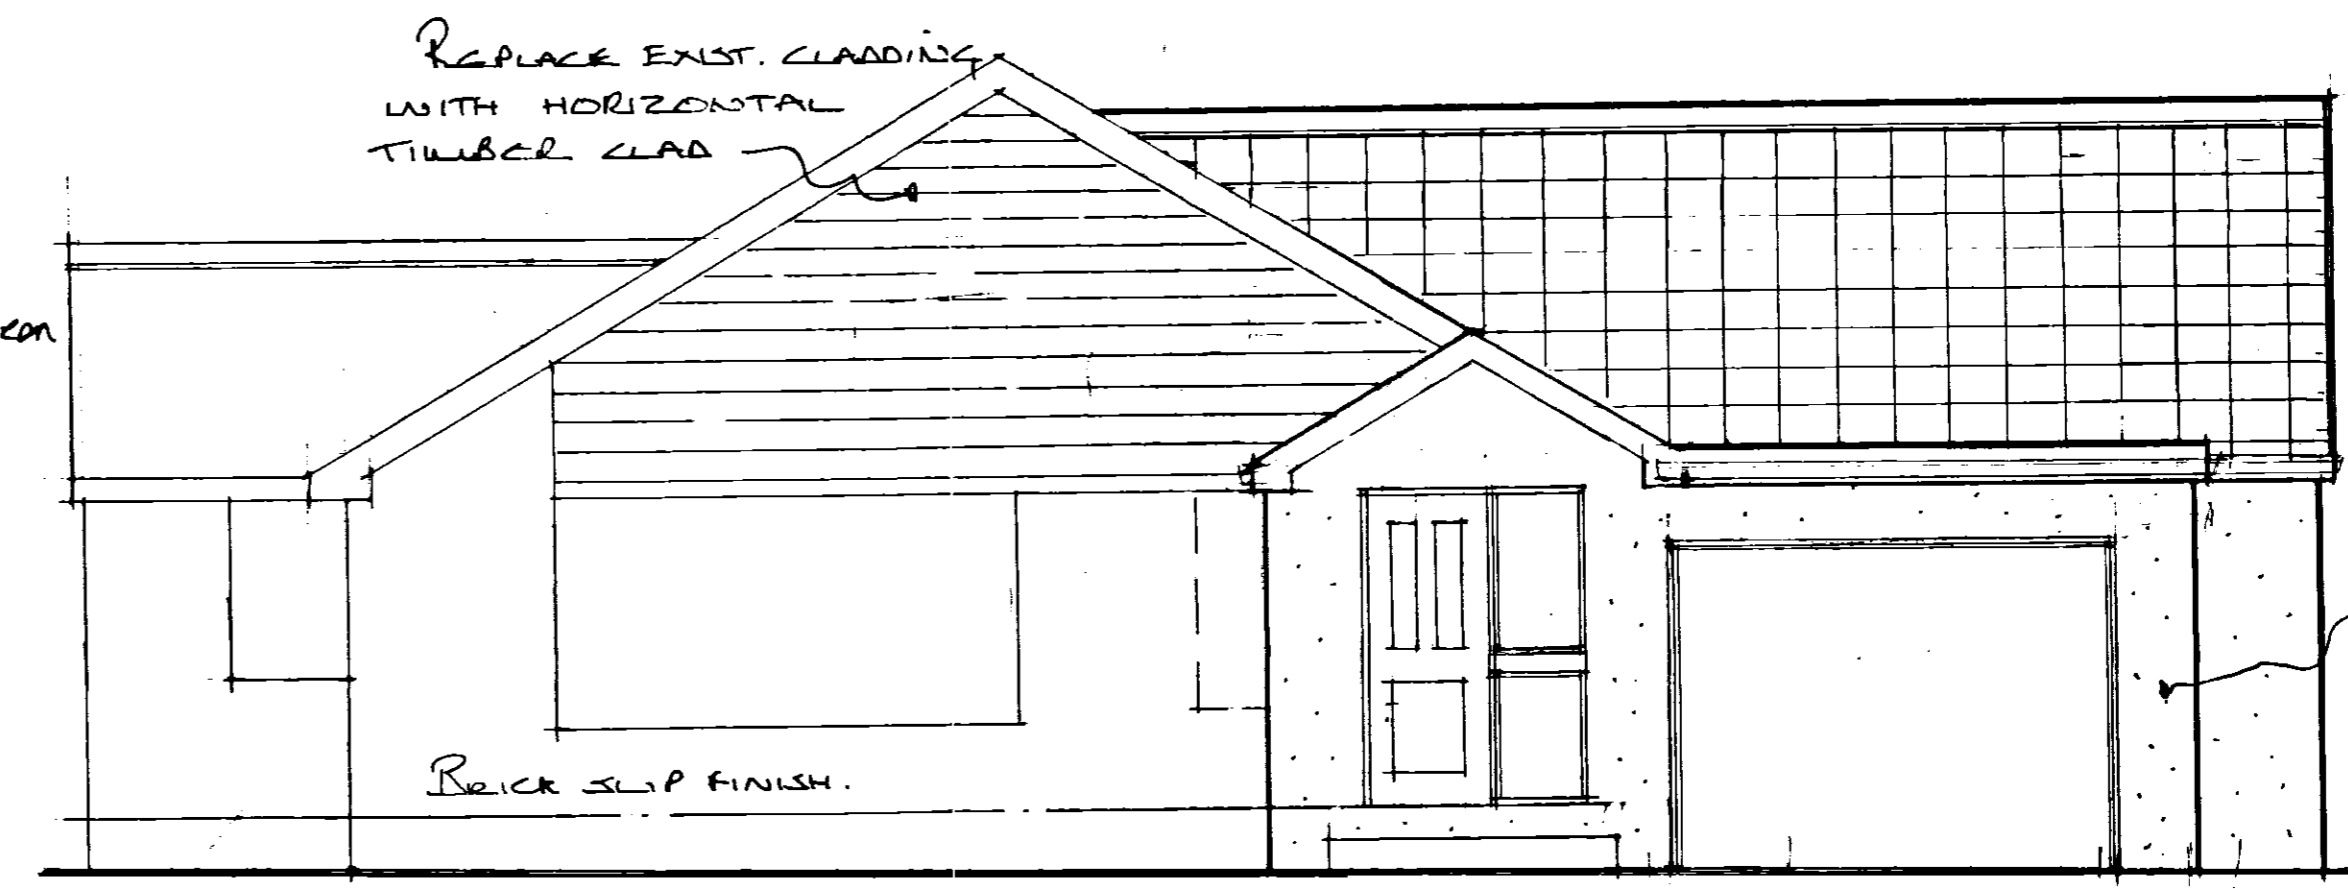 REPLACE EXIST. CLADDING
WITH HORIZONTAL
TIMBER CLAD
BRICK SLIP FINISH.